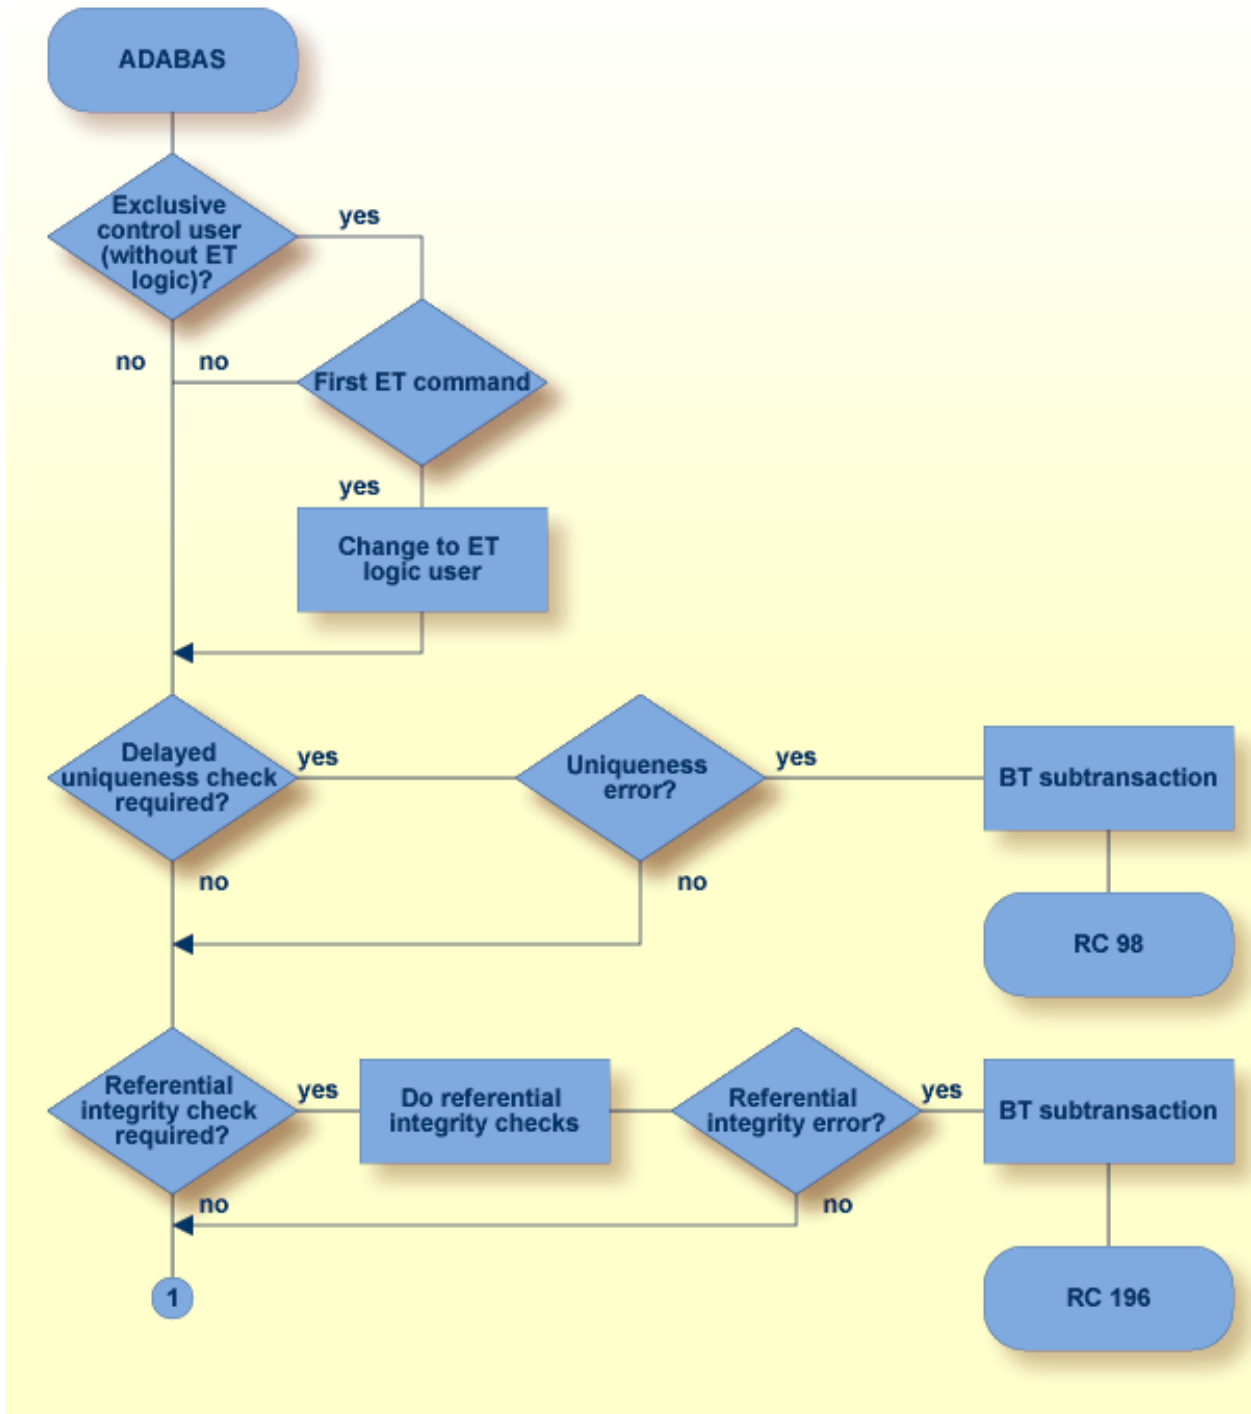 ADABAS
Exclusive
control user
(without ET
logic)?
yes
no
no
First ET command
yes
Change to ET
logic user
Delayed
uniqueness check
required?
yes
Uniqueness
error?
yes
BT subtransaction
no
no
RC 98
Referential
integrity check
required?
yes
Do referential
integrity checks
Referential
integrity error?
yes
BT subtransaction
no
no
1
RC 196